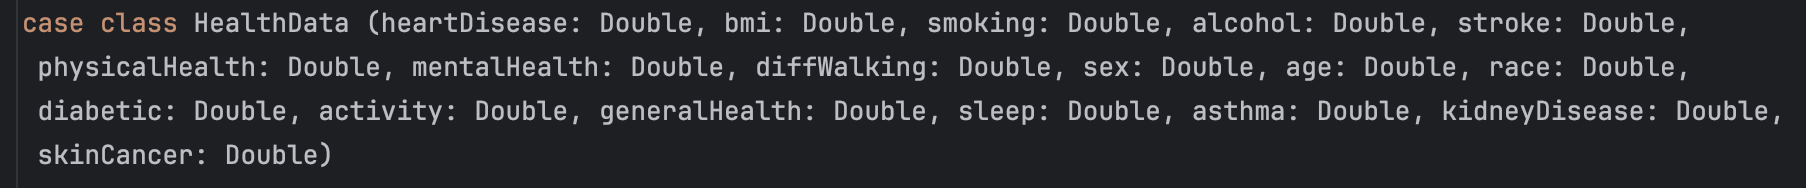 case class HealthData (heartDisease: Double, bmi: Double, smoking: Double, alcohol: Double, stroke: Double,
physicalHealth: Double, mentalHealth: Double, diffWalking: Double, sex: Double, age: Double, race: Double,
diabetic: Double, activity: Double, generalHealth: Double, sleep: Double, asthma: Double, kidneyDisease: Double,
skinCancer: Double)